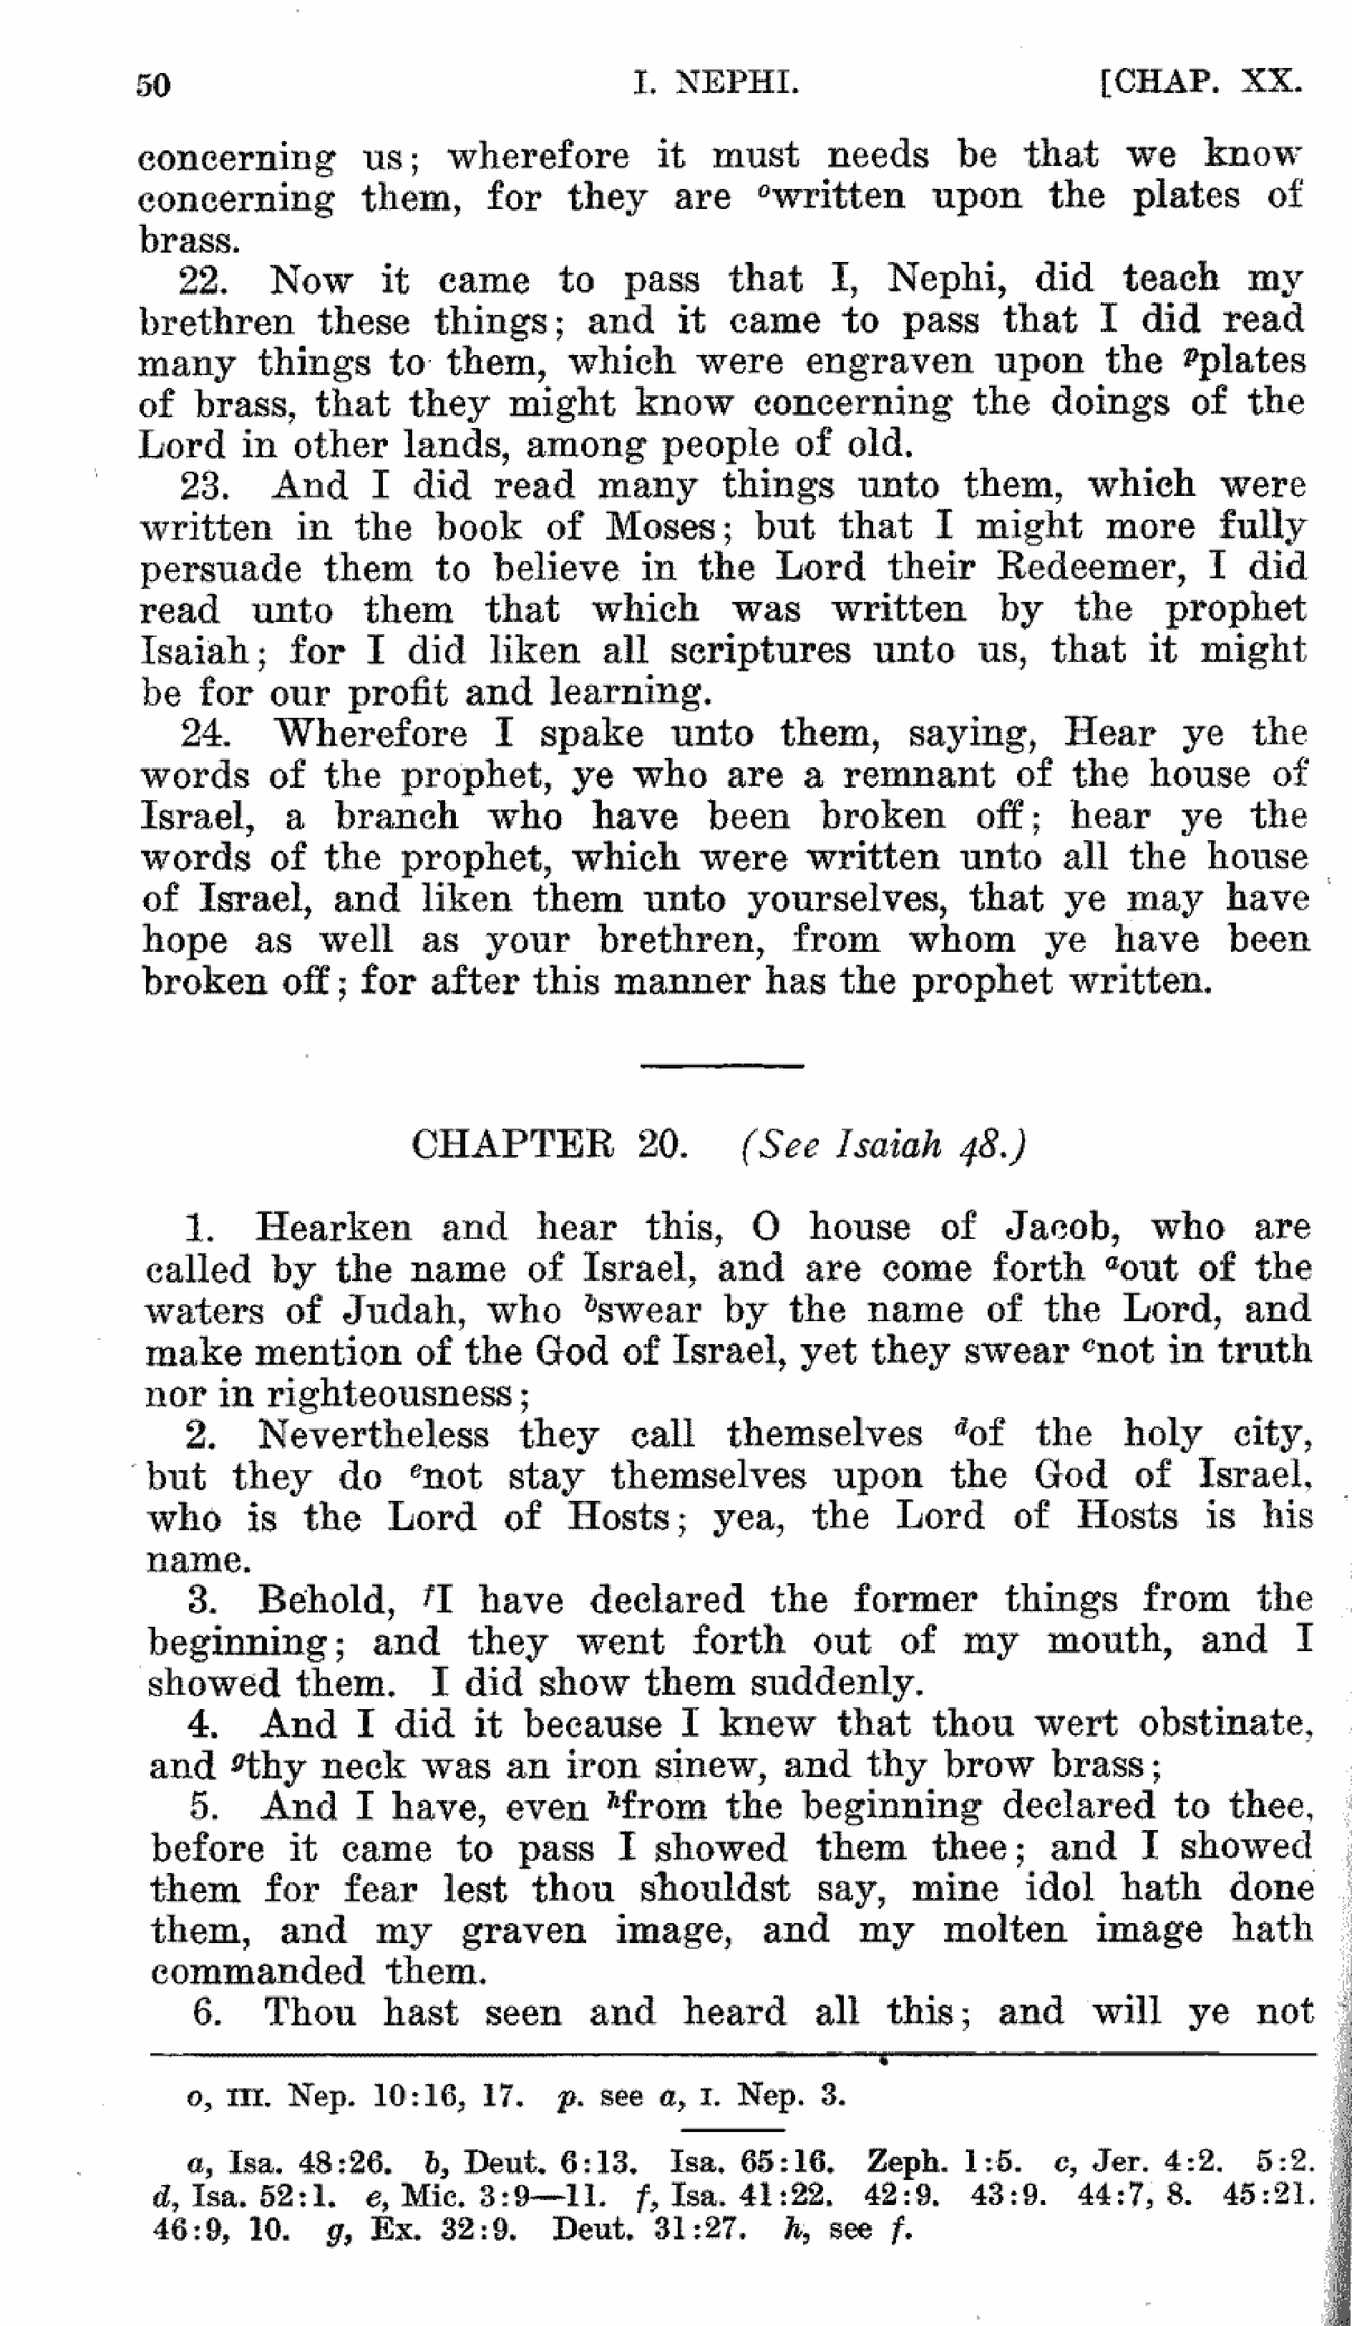 50 I. NEPHI. [CHAP. XX.
concerning us; wherefore it must needs be that we know
concerning them, for they are owritten upon the plates of
brass.
22. Now it came to pass that I, Nephi, did teach my
brethren these things; and it came to pass that I did read
many things to them, which were engraven upon the pplates
of brass, that they might know concerning the doings of the
Lord in other lands, among people of old.
23. And I did read many things unto them, which were
written in the book of Moses; but that I might more fully
persuade them to believe in the Lord their Redeemer, I did
read unto them that which was written by the prophet
Isaiah; for I did liken all scriptures unto us, that it might
be for our profit and learning.
24. Wherefore I spake unto them, saying, Hear ye the
words of the prophet, ye who are a remnant of the house of
Israel, a branch who have been broken off; hear ye the
words of the prophet, which were written unto all the house
of Israel, and liken them unto yourselves, that ye may have
hope as well as your brethren, from whom ye have been
broken off; for after this manner has the prophet written.
CHAPTER 20. (See Isaiah 48.)
1. Hearken and hear this, O house of Jacob, who are
called by the name of Israel, and are come forth aout of the
waters of Judah, who bswear by the name of the Lord, and
make mention of the God of Israel, yet they swear cnot in truth
nor in righteousness;
2. Nevertheless they call themselves dof the holy city,
but they do enot stay themselves upon the God of Israel,
who is the Lord of Hosts; yea, the Lord of Hosts is his
name.
3. Behold, fI have declared the former things from the
beginning; and they went forth out of my mouth, and I
showed them. I did show them suddenly.
4. And I did it because I knew that thou wert obstinate,
and gthy neck was an iron sinew, and thy brow brass;
5. And I have, even hfrom the beginning declared to thee,
before it came to pass I showed them thee; and I showed
them for fear lest thou shouldst say, mine idol hath done
them, and my graven image, and my molten image hath
commanded them.
6. Thou hast seen and heard all this; and will ye not
o, III. Nep. 10:16, 17. p. see a, I. Nep. 3.
a, Isa. 48:26. b, Deut. 6:13. Isa. 65:16. Zeph. 1:5. c, Jer. 4:2. 5:2.
d, Isa. 52:1. e, Mic. 3:9—11. f, Isa. 41:22. 42:9. 43:9. 44:7, 8. 45:21.
46:9, 10. g, Ex. 32:9. Deut. 31:27. h, see f.